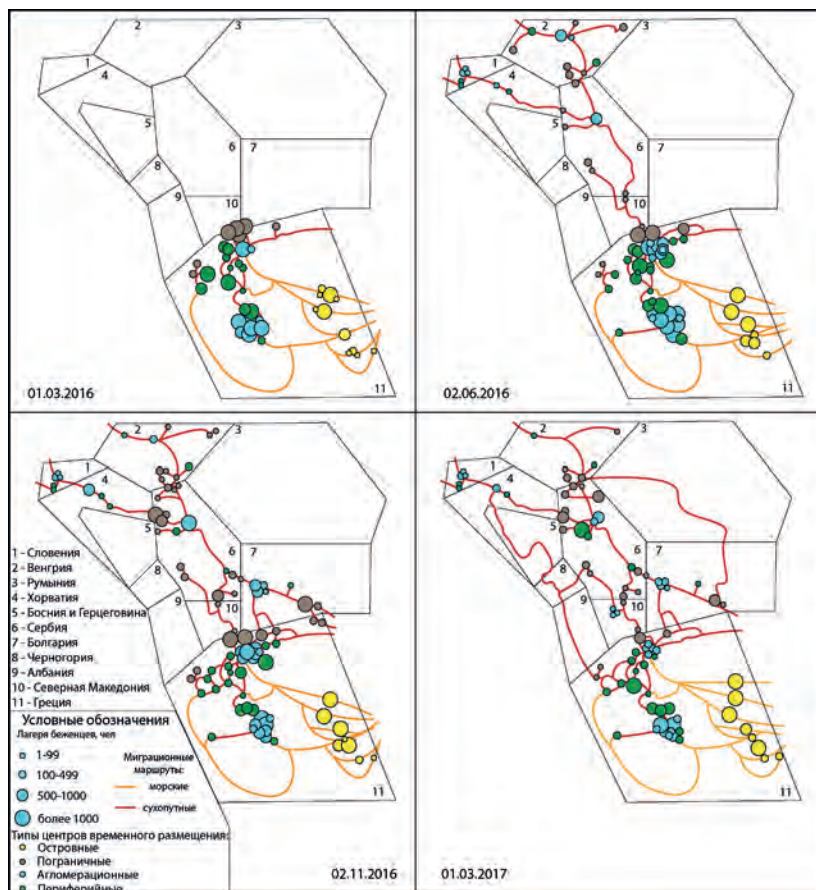 2
3
1
4
5
6
7
8
9
10
11
01.03.2016
2
3
1
4
5
6
7
8
9
10
11
02.06.2016
2
3
1
4
5
6
7
8
9
10
11
1 - Словения
2 - Венгрия
3 - Румыния
4 - Хорватия
5 - Босния и Герцеговина
6 - Сербия
7 - Болгария
8 - Черногория
9 - Албания
10 - Северная Македония
11 - Греция
Условные обозначения
Лагеря беженцев, чел
1-99
100-499
500-1000
более 1000
Миграционные
маршруты:
морские
сухопутные
Типы центров временного размещения:
Островные
Пограничные
Агломерационные
Периферийные
02.11.2016
2
3
1
4
5
6
7
8
9
10
11
01.03.2017